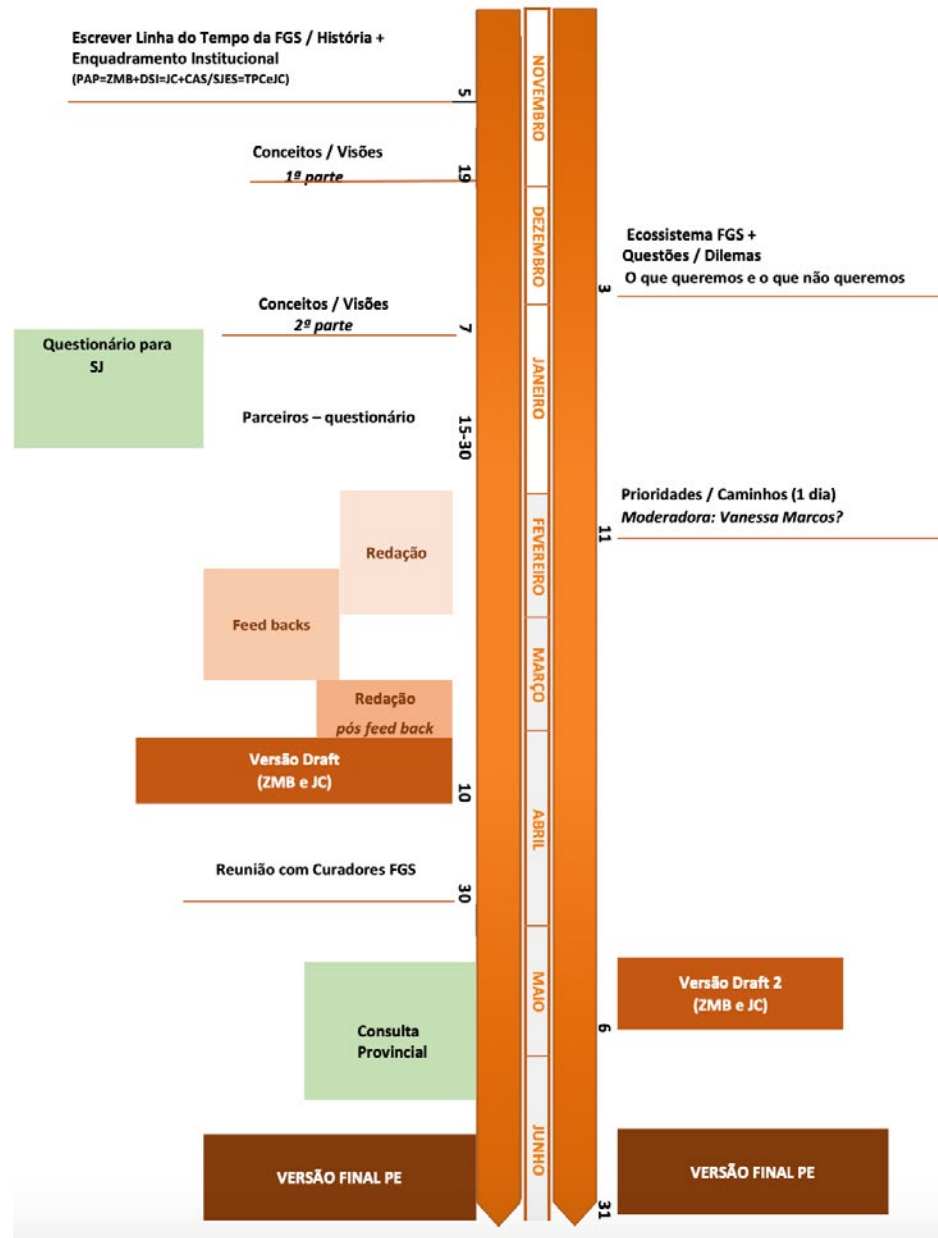 Escrever Linha do Tempo da FGS / História +
Enquadramento Institucional
(PAP=ZMB+DSI=JC+CAS/SJES=TPCeJC)
5
NOVEMBRO
Conceitos / Visões
1ª parte
19
DEZEMBRO
Ecossistema FGS +
Questões / Dilemas
O que queremos e o que não queremos
3
Conceitos / Visões
2ª parte
7
Questionário para
SJ
JANEIRO
Parceiros – questionário
15-30
Prioridades / Caminhos (1 dia)
Moderadora: Vanessa Marcos?
11
FEVEREIRO
Redação
Feed backs
MARÇO
Redação
pós feed back
Versão Draft
(ZMB e JC)
10
ABRIL
Reunião com Curadores FGS
30
MAIO
Versão Draft 2
(ZMB e JC)
6
Consulta
Provincial
JUNHO
VERSÃO FINAL PE
VERSÃO FINAL PE
31